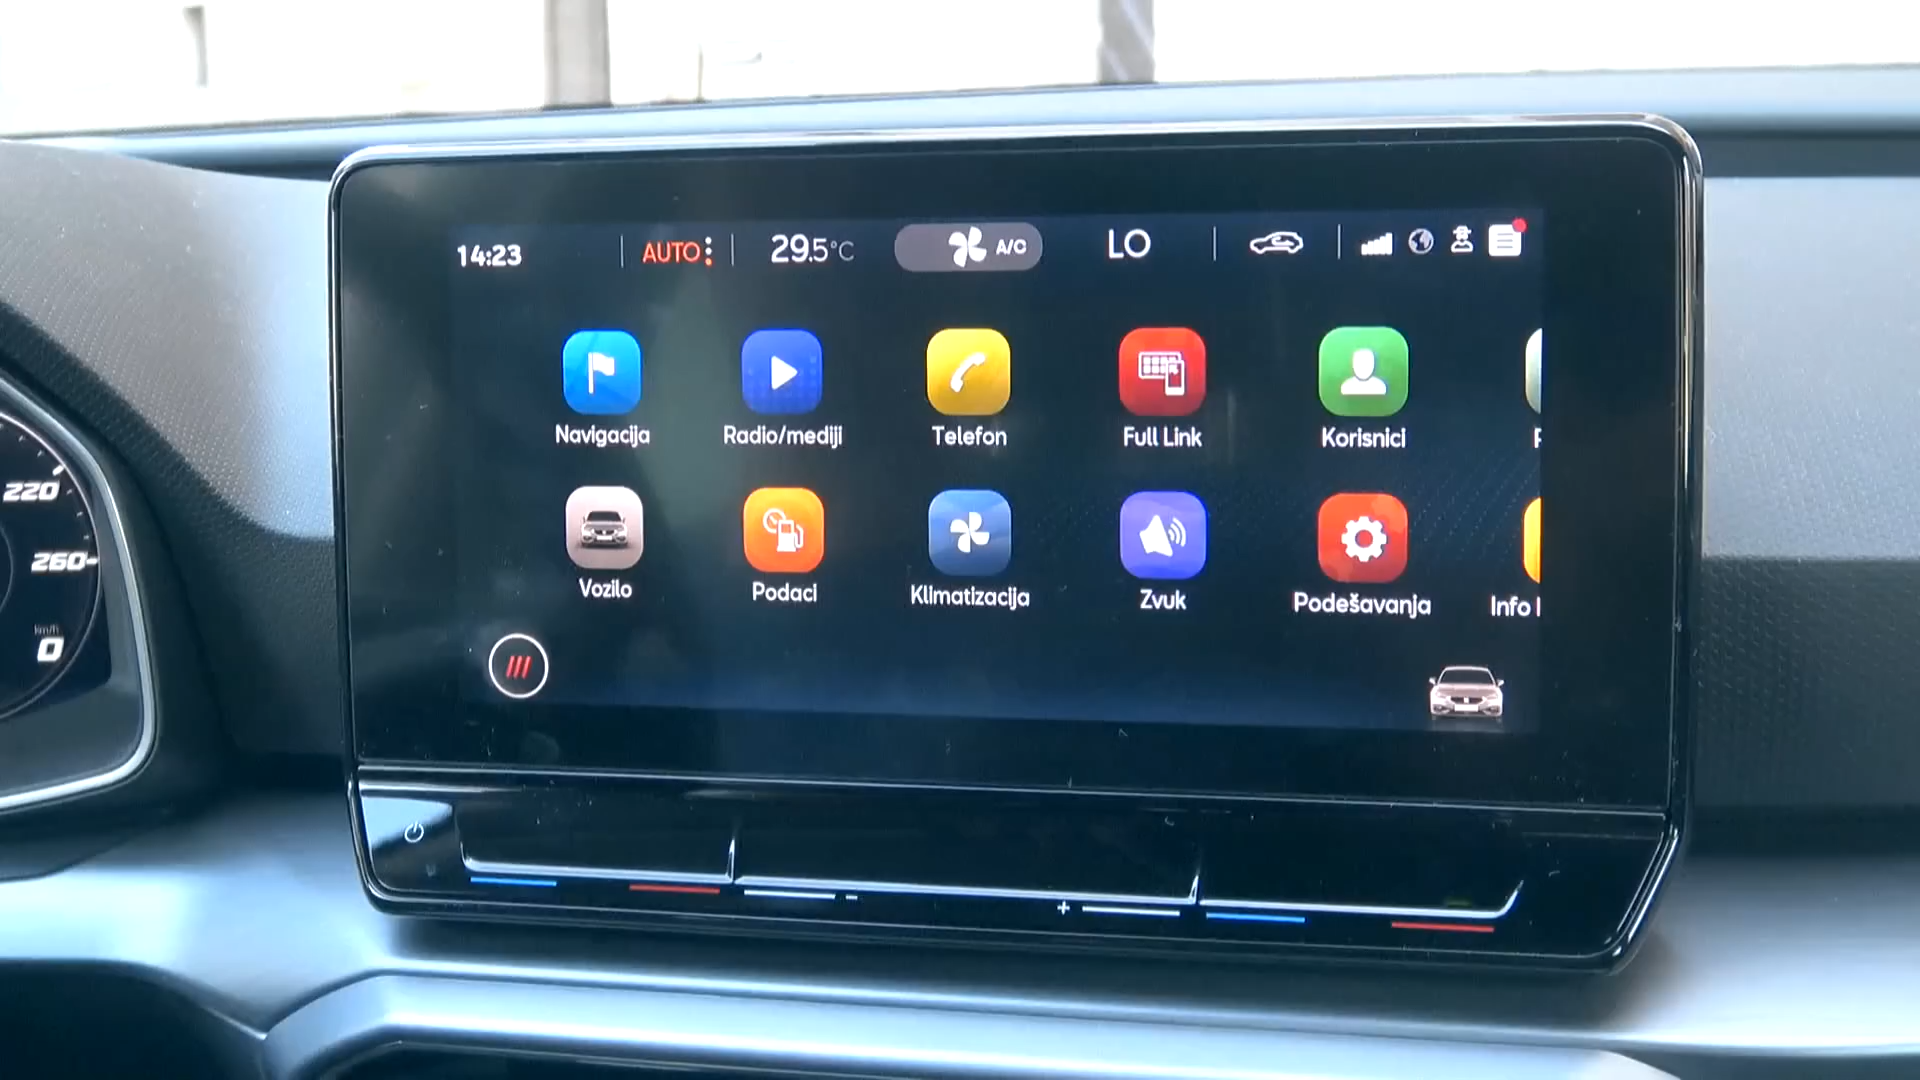 14:23 AUTO 29.5°C A/C LO
Navigacija Radio/mediji Telefon Full Link Korisnici
Vozilo Podaci Klimatizacija Zvuk Podešavanja Info
220
260
km/h
0
- +